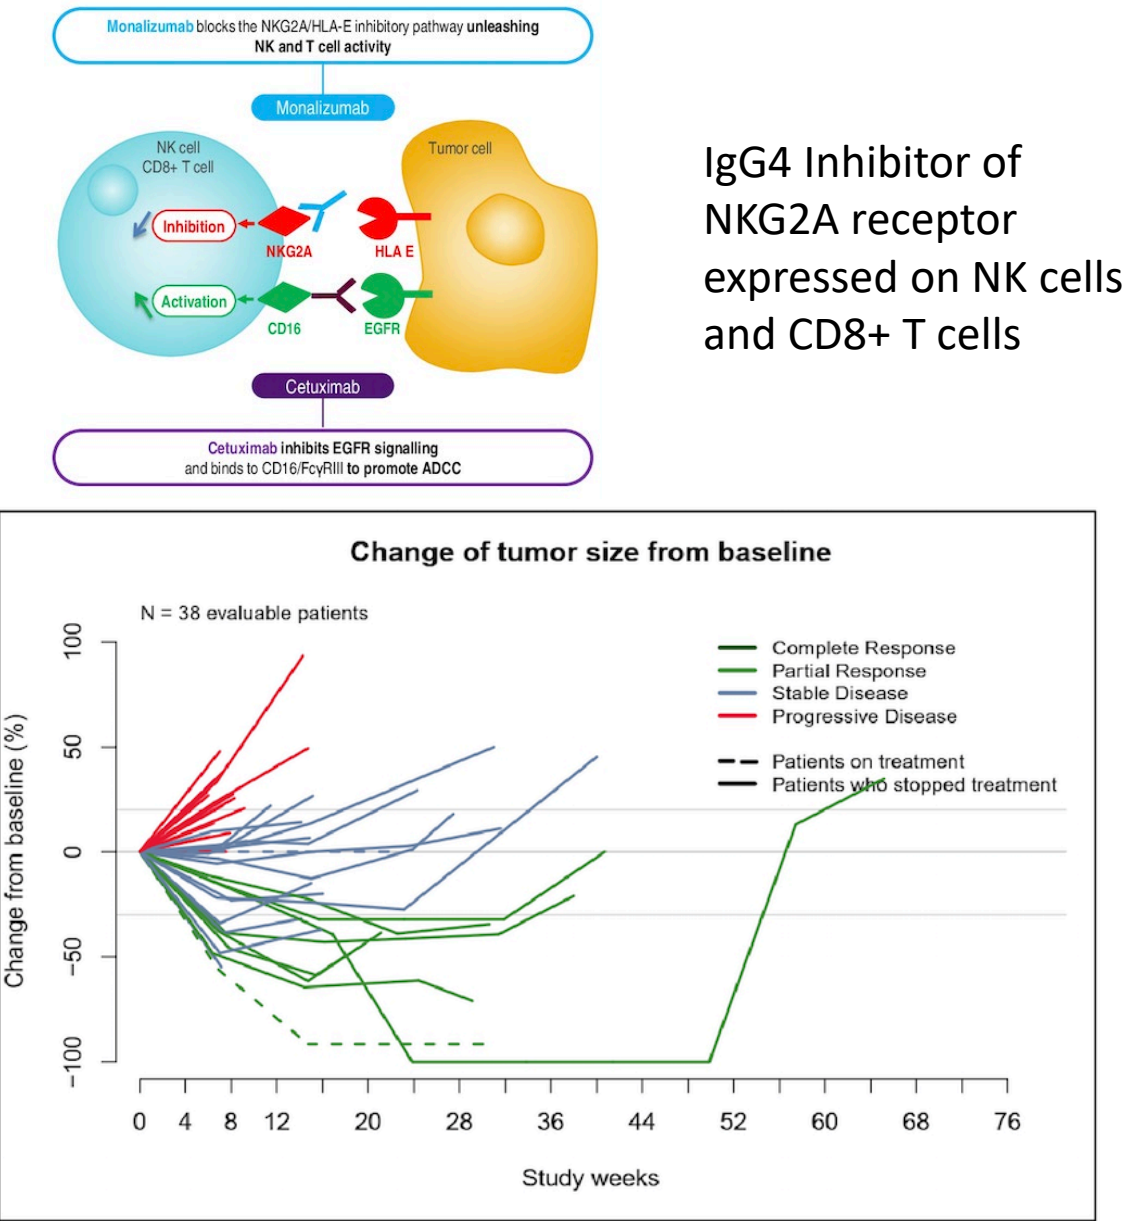 Monalizumab blocks the NKG2A/HLA-E inhibitory pathway unleashing
NK and T cell activity
Monalizumab
NK cell
CD8+ T cell
Tumor cell
Inhibition
NKG2A
HLA E
Activation
CD16
EGFR
Cetuximab
Cetuximab inhibits EGFR signalling
and binds to CD16/FcγRIII to promote ADCC
IgG4 Inhibitor of
NKG2A receptor
expressed on NK cells
and CD8+ T cells
Change of tumor size from baseline
N = 38 evaluable patients
Complete Response
Partial Response
Stable Disease
Progressive Disease
Patients on treatment
Patients who stopped treatment
Change from baseline (%)
100
50
0
−50
−100
0 4 8 12 20 28 36 44 52 60 68 76
Study weeks